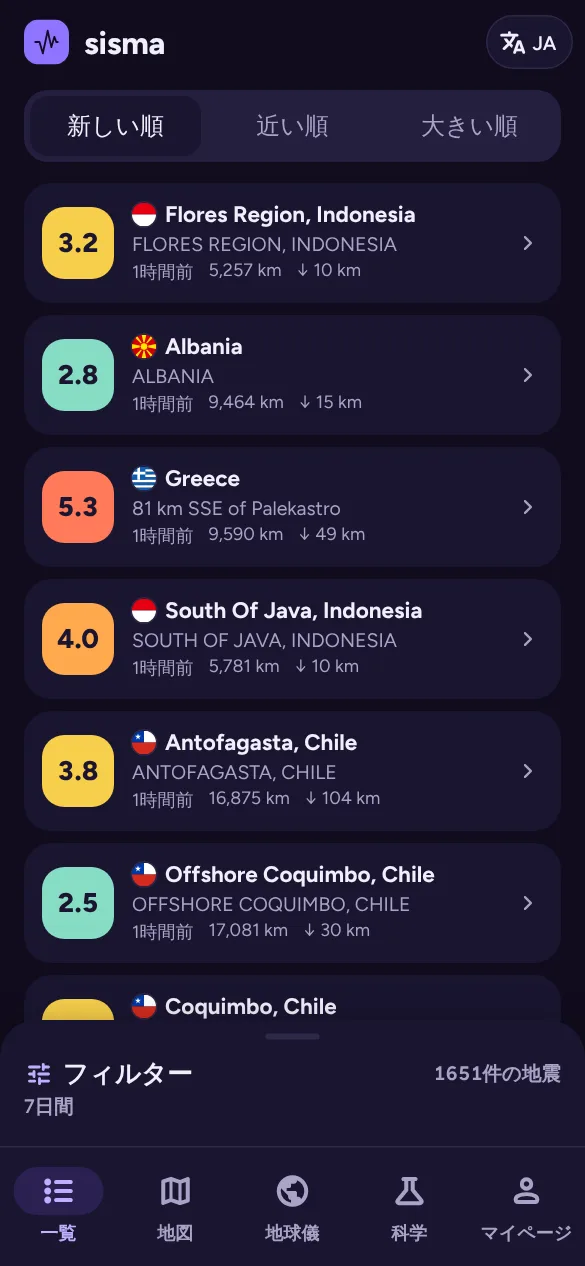 sisma
JA
新しい順
近い順
大きい順
3.2
Flores Region, Indonesia
FLORES REGION, INDONESIA
1時間前 5,257 km ↓ 10 km
2.8
Albania
ALBANIA
1時間前 9,464 km ↓ 15 km
5.3
Greece
81 km SSE of Palekastro
1時間前 9,590 km ↓ 49 km
4.0
South Of Java, Indonesia
SOUTH OF JAVA, INDONESIA
1時間前 5,781 km ↓ 10 km
3.8
Antofagasta, Chile
ANTOFAGASTA, CHILE
1時間前 16,875 km ↓ 104 km
2.5
Offshore Coquimbo, Chile
OFFSHORE COQUIMBO, CHILE
1時間前 17,081 km ↓ 30 km
Coquimbo, Chile
フィルター
1651件の地震
7日間
一覧
地図
地球儀
科学
マイページ